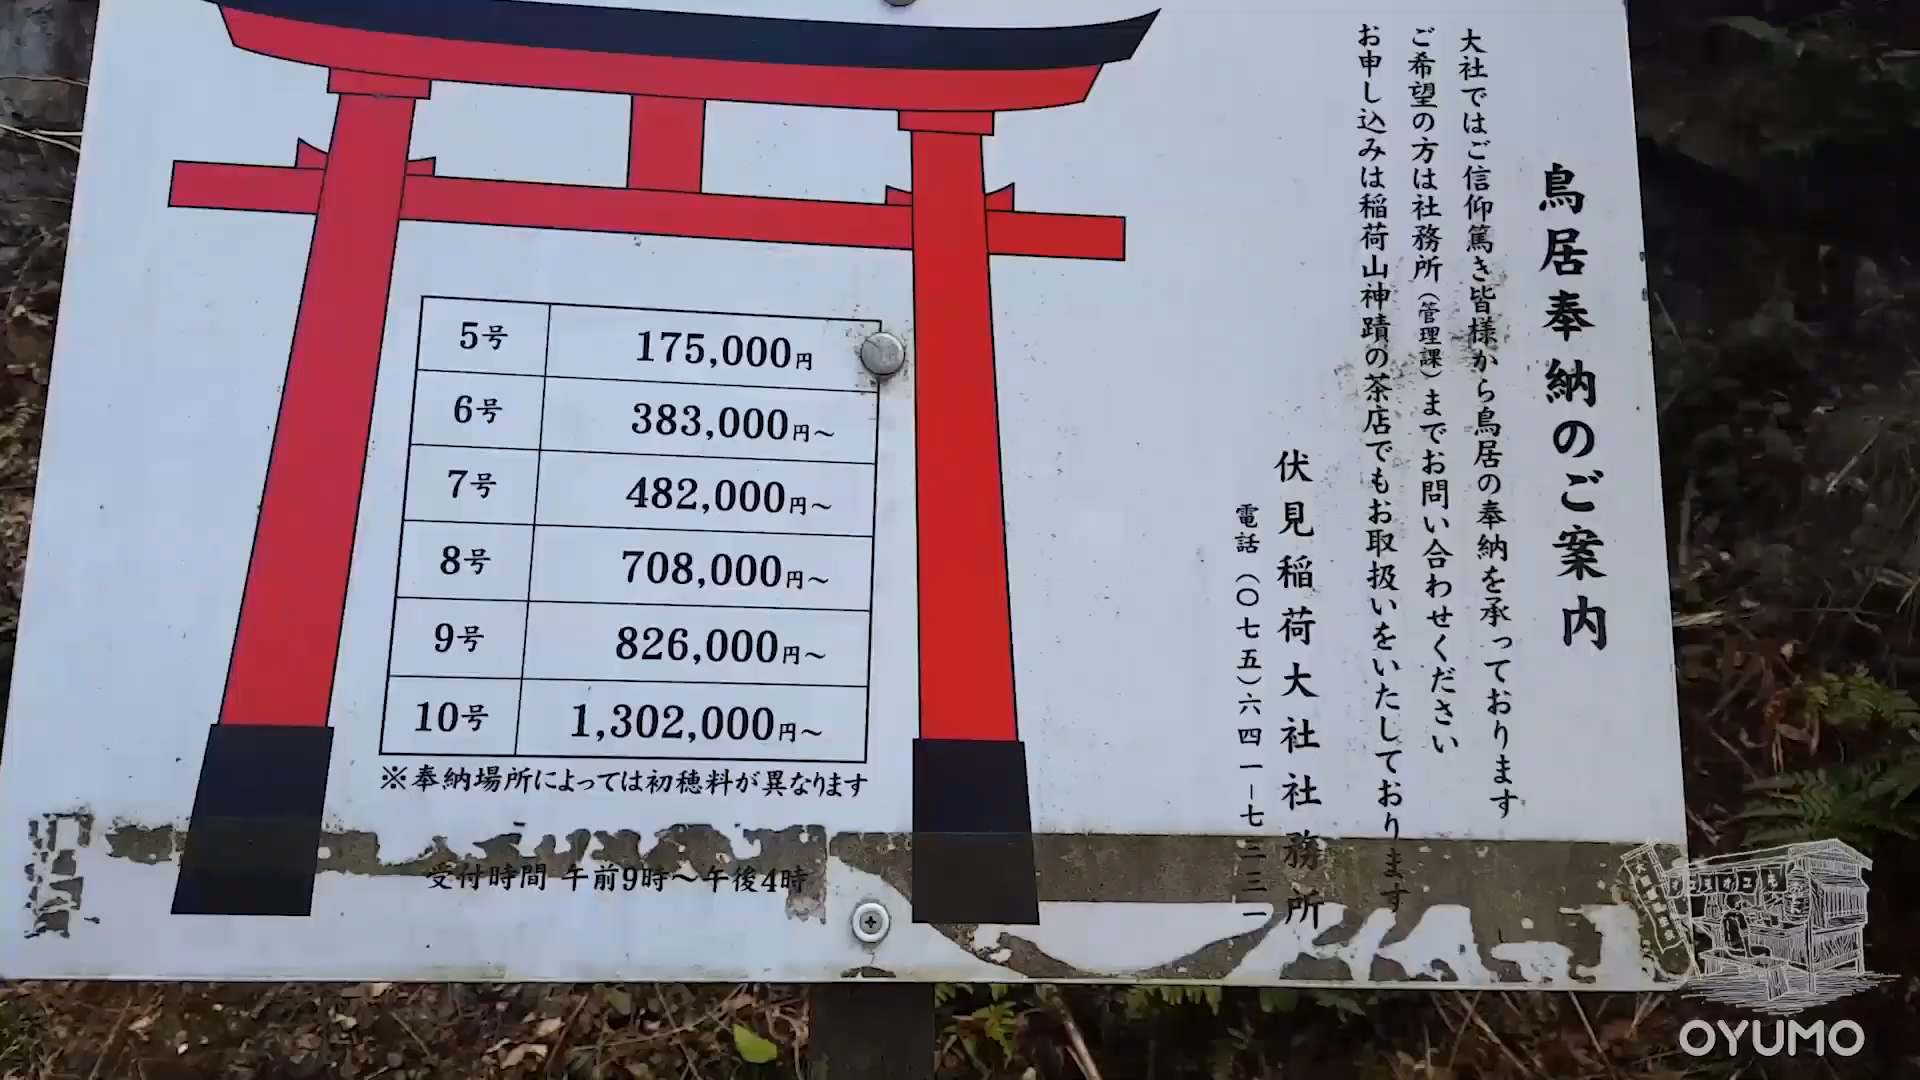 鳥居奉納のご案内
大社ではご信仰篤き皆様から鳥居の奉納を承っております
ご希望の方は社務所(管理課)までお問い合わせください
お申し込みは稲荷山神蹟の茶店でもお取扱いをいたしております
伏見稲荷大社社務所
電話(〇七五)六四一-七三三一
5号 175,000円
6号 383,000円~
7号 482,000円~
8号 708,000円~
9号 826,000円~
10号 1,302,000円~
※奉納場所によっては初穂料が異なります
受付時間 午前9時~午後4時
OYUMO